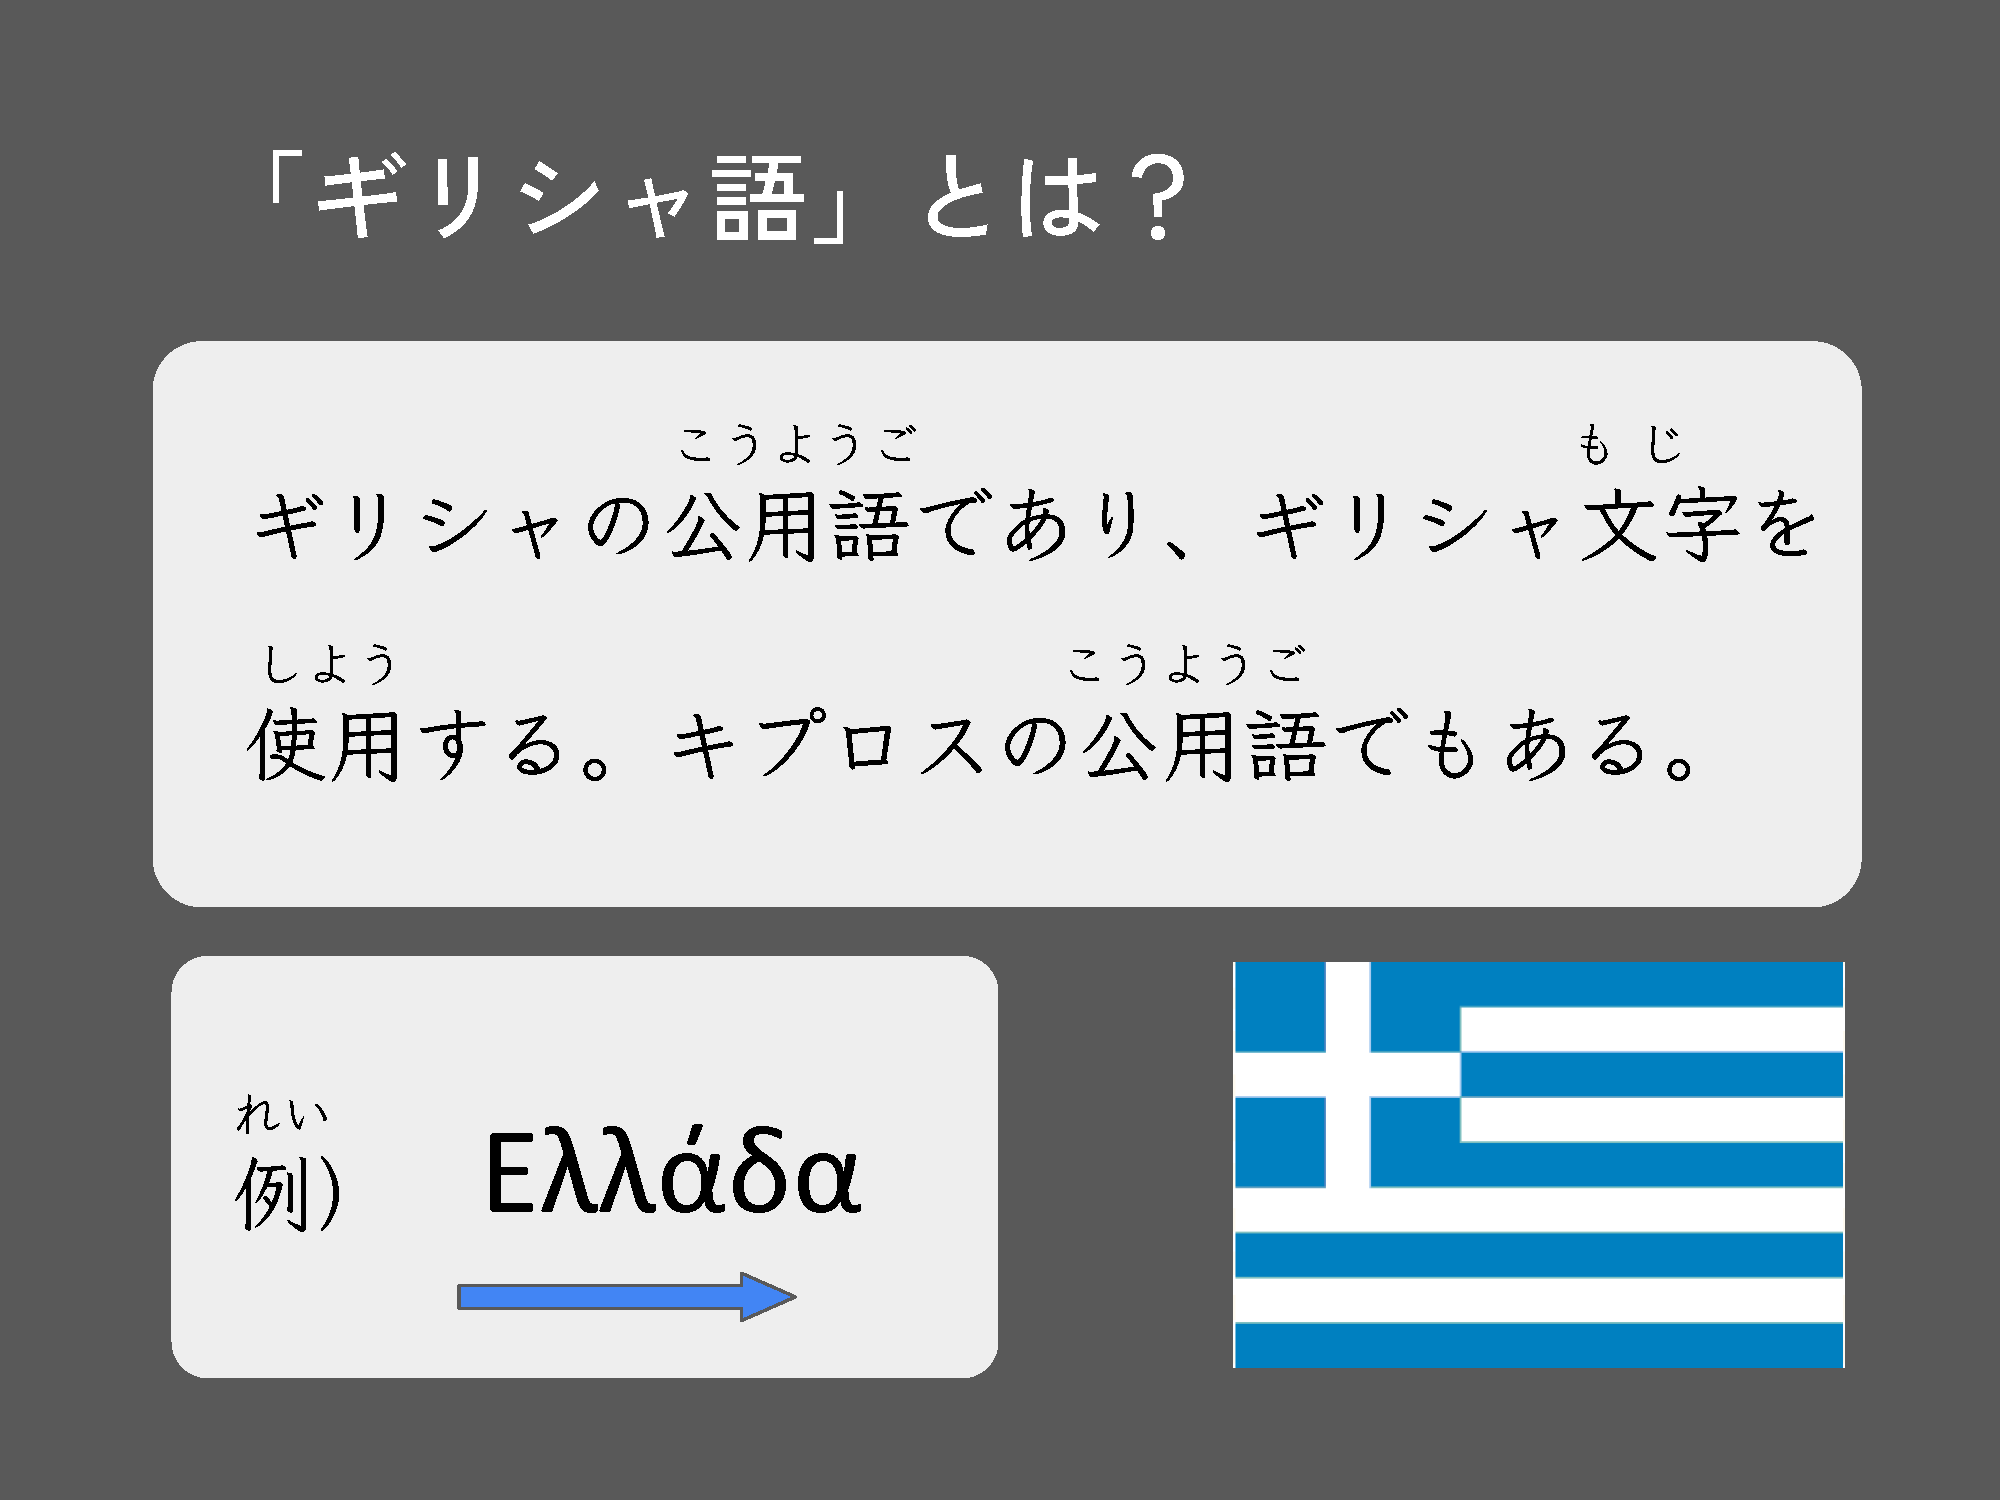 「ギリシャ語」とは？
こうようご　もじ
ギリシャの公用語であり、ギリシャ文字を
しよう　こうようご
使用する。キプロスの公用語でもある。
れい
例)　Ελλάδα